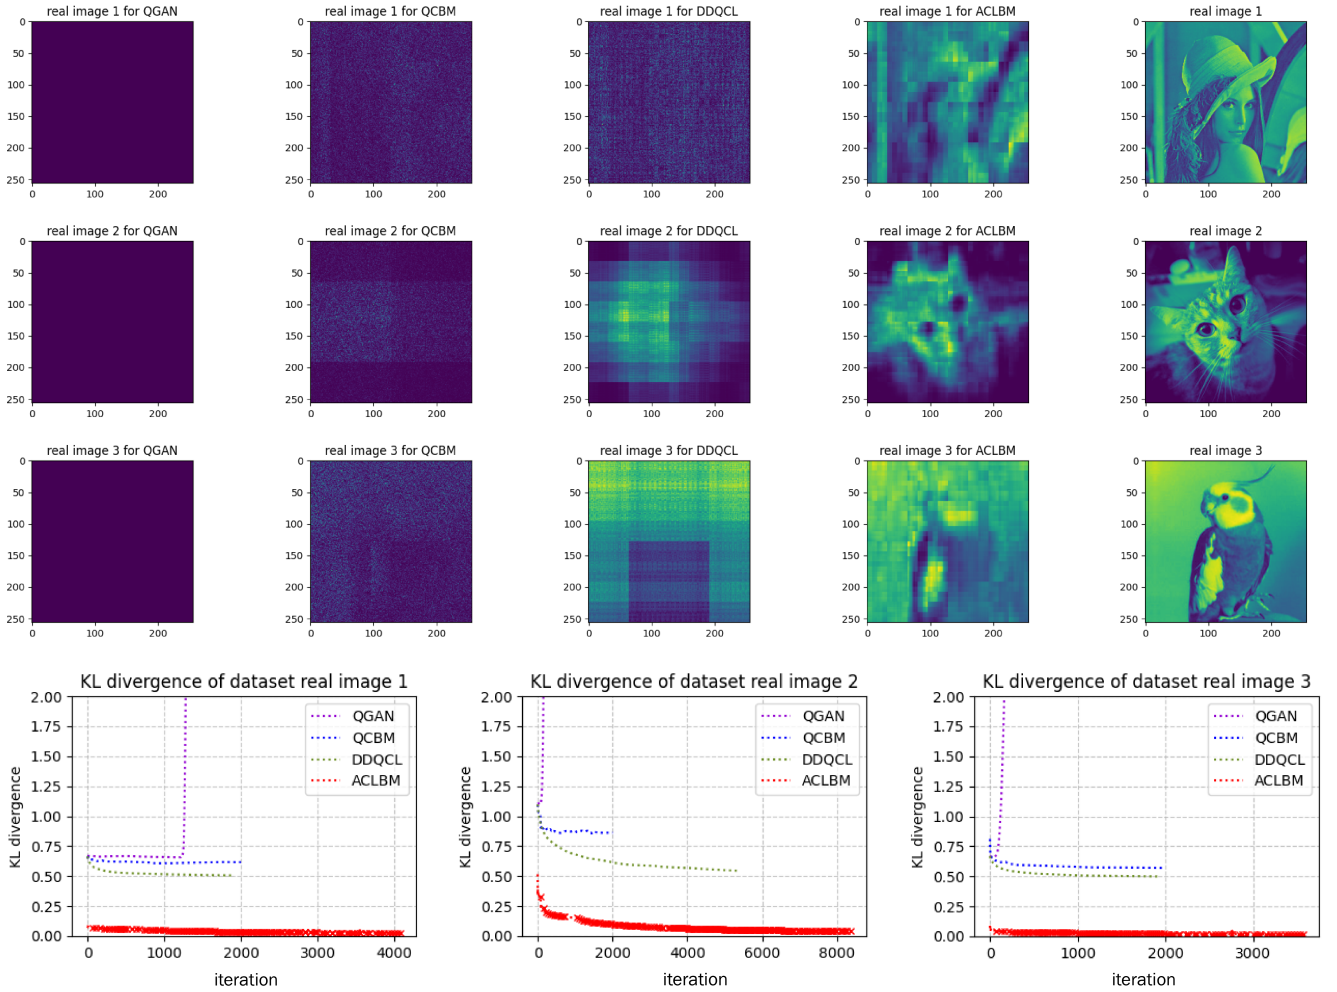 real image 1 for QGAN real image 1 for QCBM real image 1 for DDQCL real image 1 for ACLBM real image 1
0 0 0 0 0
50 50 50 50 50
100 100 100 100 100
150 150 150 150 150
200 200 200 200 200
250 250 250 250 250
0 100 200 0 100 200 0 100 200 0 100 200 0 100 200
real image 2 for QGAN real image 2 for QCBM real image 2 for DDQCL real image 2 for ACLBM real image 2
0 0 0 0 0
50 50 50 50 50
100 100 100 100 100
150 150 150 150 150
200 200 200 200 200
250 250 250 250 250
0 100 200 0 100 200 0 100 200 0 100 200 0 100 200
real image 3 for QGAN real image 3 for QCBM real image 3 for DDQCL real image 3 for ACLBM real image 3
0 0 0 0 0
50 50 50 50 50
100 100 100 100 100
150 150 150 150 150
200 200 200 200 200
250 250 250 250 250
0 100 200 0 100 200 0 100 200 0 100 200 0 100 200
KL divergence of dataset real image 1
2.00
1.75
1.50
1.25
1.00
0.75
0.50
0.25
0.00
KL divergence
QGAN
QCBM
DDQCL
ACLBM
0 1000 2000 3000 4000
iteration
KL divergence of dataset real image 2
2.00
1.75
1.50
1.25
1.00
0.75
0.50
0.25
0.00
KL divergence
QGAN
QCBM
DDQCL
ACLBM
0 2000 4000 6000 8000
iteration
KL divergence of dataset real image 3
2.00
1.75
1.50
1.25
1.00
0.75
0.50
0.25
0.00
KL divergence
QGAN
QCBM
DDQCL
ACLBM
0 1000 2000 3000
iteration